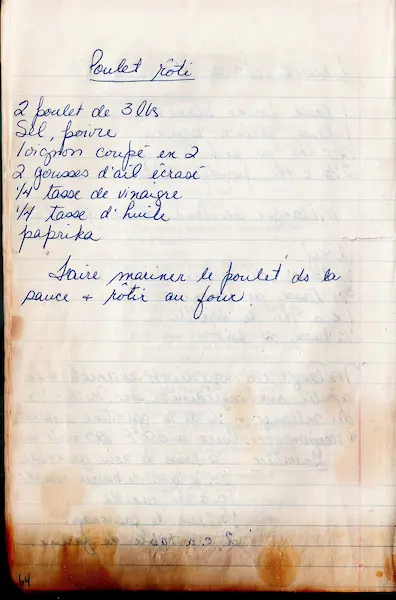 Poulet rôti
2 poulet de 3 lbs
Sel, poivre
1 oignon coupé en 2
2 gousses d'ail écrasé
1/4 tasse de vinaigre
1/4 tasse d'huile
paprika
Faire mariner le poulet ds la
sauce + rôtir au four
64